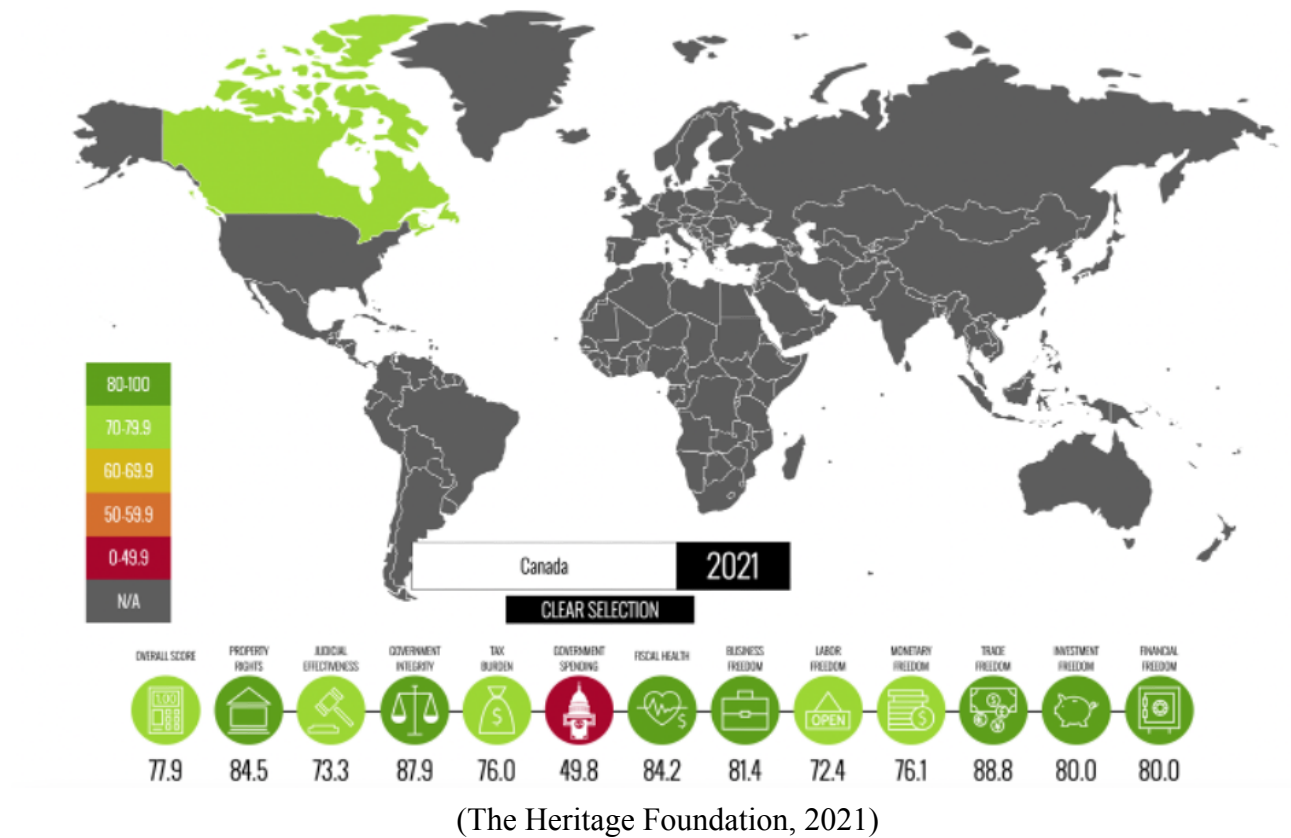 80-100
70-79.9
60-69.9
50-59.9
0-49.9
N/A
Canada
2021
CLEAR SELECTION
OVERALL SCORE
PROPERTY
RIGHTS
JUDICIAL
EFFECTIVENESS
GOVERNMENT
INTEGRITY
TAX
BURDEN
GOVERNMENT
SPENDING
FISCAL HEALTH
BUSINESS
FREEDOM
LABOR
FREEDOM
MONETARY
FREEDOM
TRADE
FREEDOM
INVESTMENT
FREEDOM
FINANCIAL
FREEDOM
1.00
$
$
OPEN
$
77.9
84.5
73.3
87.9
76.0
49.8
84.2
81.4
72.4
76.1
88.8
80.0
80.0
(The Heritage Foundation, 2021)